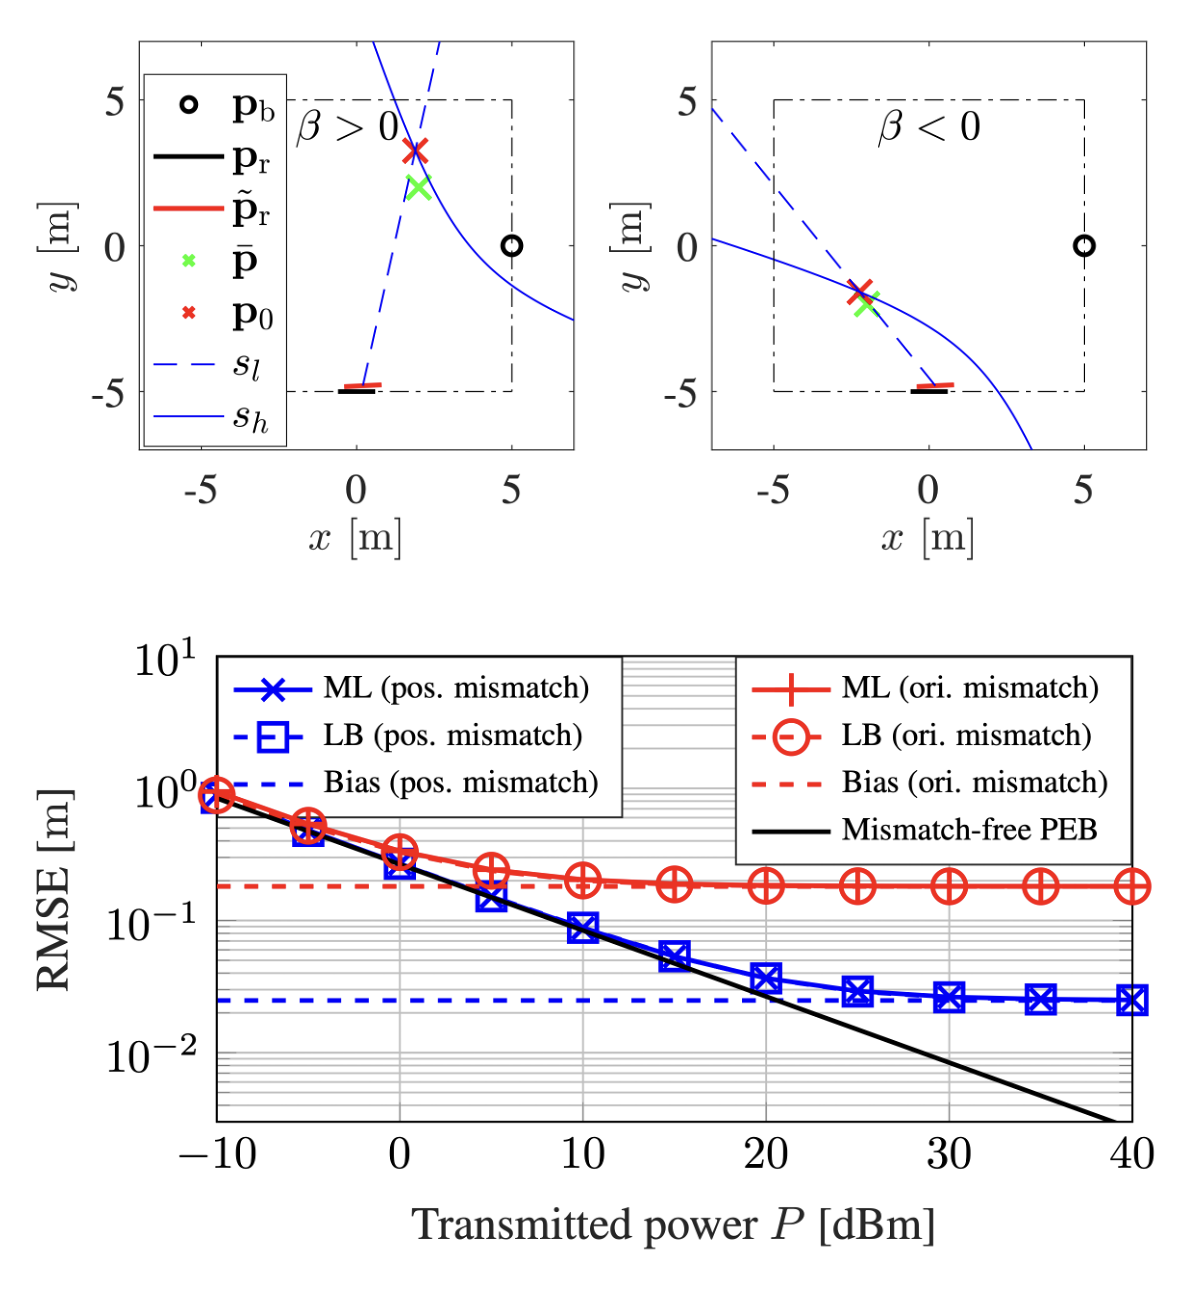 5
0
-5
y [m]
β > 0
p_b
p_r
p̃_r
p̄
p_0
s_l
s_h
-5
0
5
x [m]
5
0
-5
y [m]
β < 0
-5
0
5
x [m]
10^1
10^0
10^−1
10^−2
RMSE [m]
ML (pos. mismatch)
LB (pos. mismatch)
Bias (pos. mismatch)
ML (ori. mismatch)
LB (ori. mismatch)
Bias (ori. mismatch)
Mismatch-free PEB
−10
0
10
20
30
40
Transmitted power P [dBm]